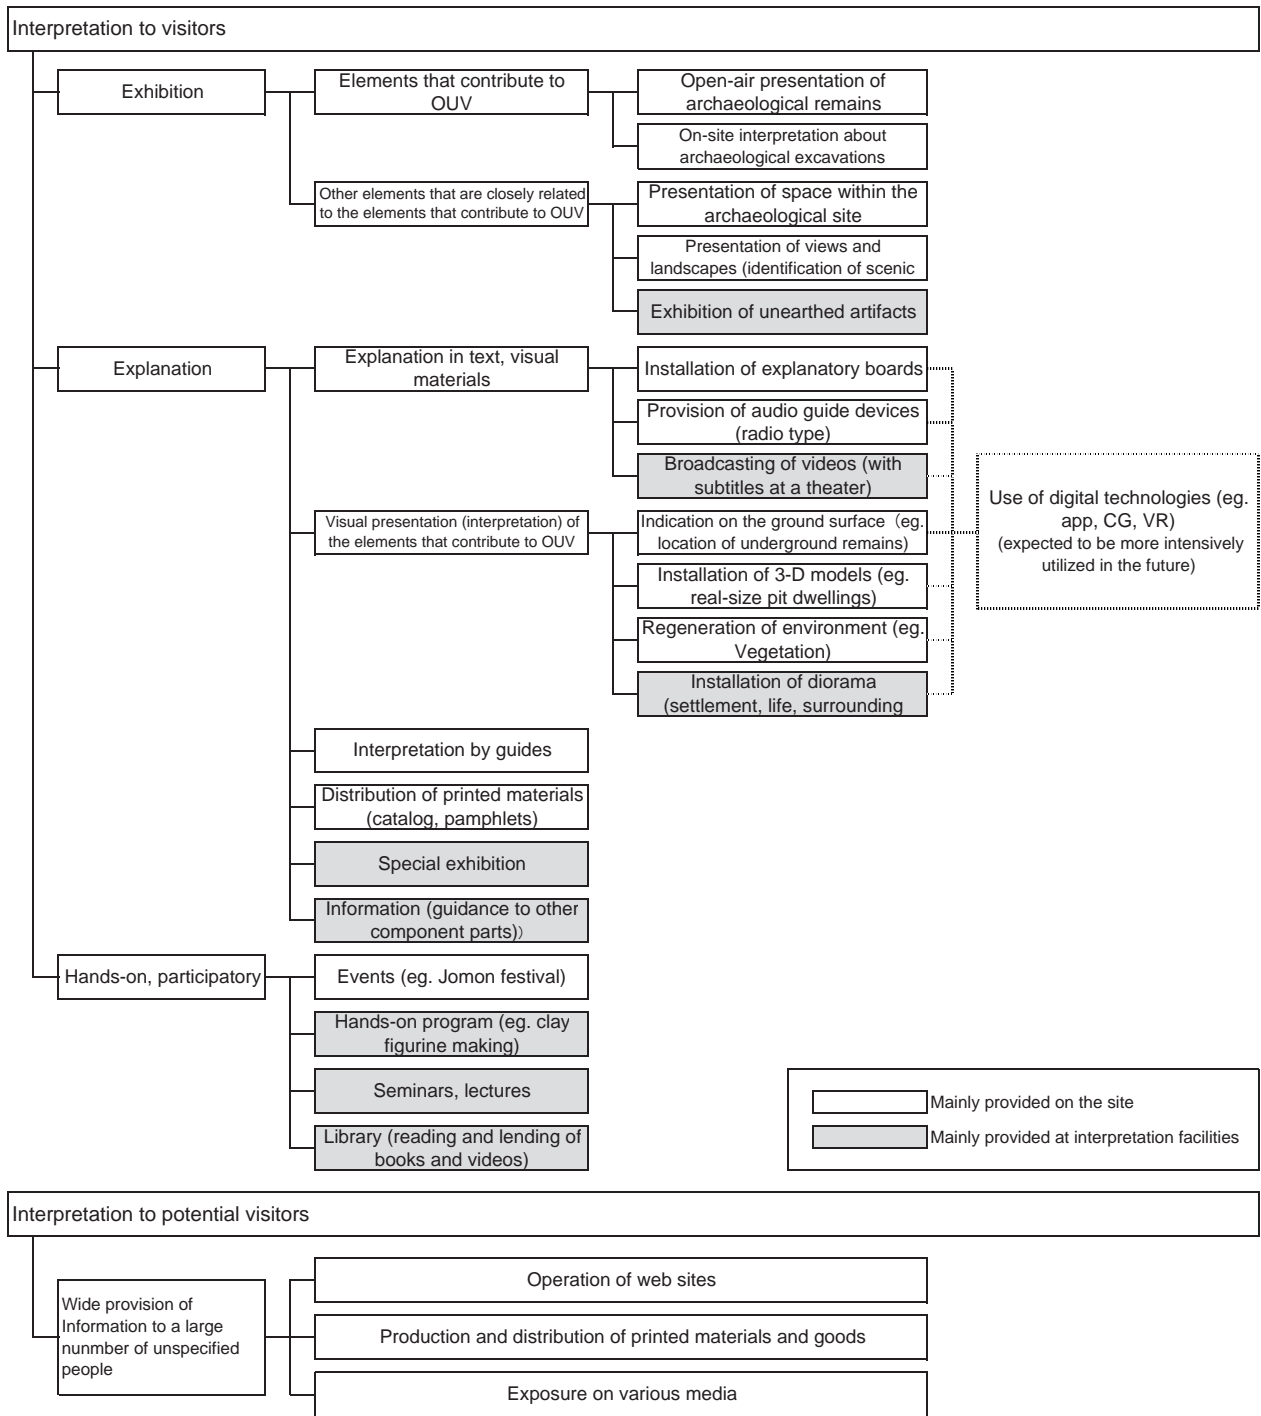 Interpretation to visitors
Exhibition
Elements that contribute to
OUV
Open-air presentation of
archaeological remains
On-site interpretation about
archaeological excavations
Other elements that are closely related
to the elements that contribute to OUV
Presentation of space within the
archaeological site
Presentation of views and
landscapes (identification of scenic
Exhibition of unearthed artifacts
Explanation
Explanation in text, visual
materials
Installation of explanatory boards
Provision of audio guide devices
(radio type)
Broadcasting of videos (with
subtitles at a theater)
Visual presentation (interpretation) of
the elements that contribute to OUV
Indication on the ground surface（eg.
location of underground remains)
Installation of 3-D models (eg.
real-size pit dwellings)
Regeneration of environment (eg.
Vegetation)
Installation of diorama
(settlement, life, surrounding
Use of digital technologies (eg.
app, CG, VR)
(expected to be more intensively
utilized in the future)
Interpretation by guides
Distribution of printed materials
(catalog, pamphlets)
Special exhibition
Information (guidance to other
component parts)）
Hands-on, participatory
Events (eg. Jomon festival)
Hands-on program (eg. clay
figurine making)
Seminars, lectures
Library (reading and lending of
books and videos)
Mainly provided on the site
Mainly provided at interpretation facilities
Interpretation to potential visitors
Wide provision of
Information to a large
nunmber of unspecified
people
Operation of web sites
Production and distribution of printed materials and goods
Exposure on various media